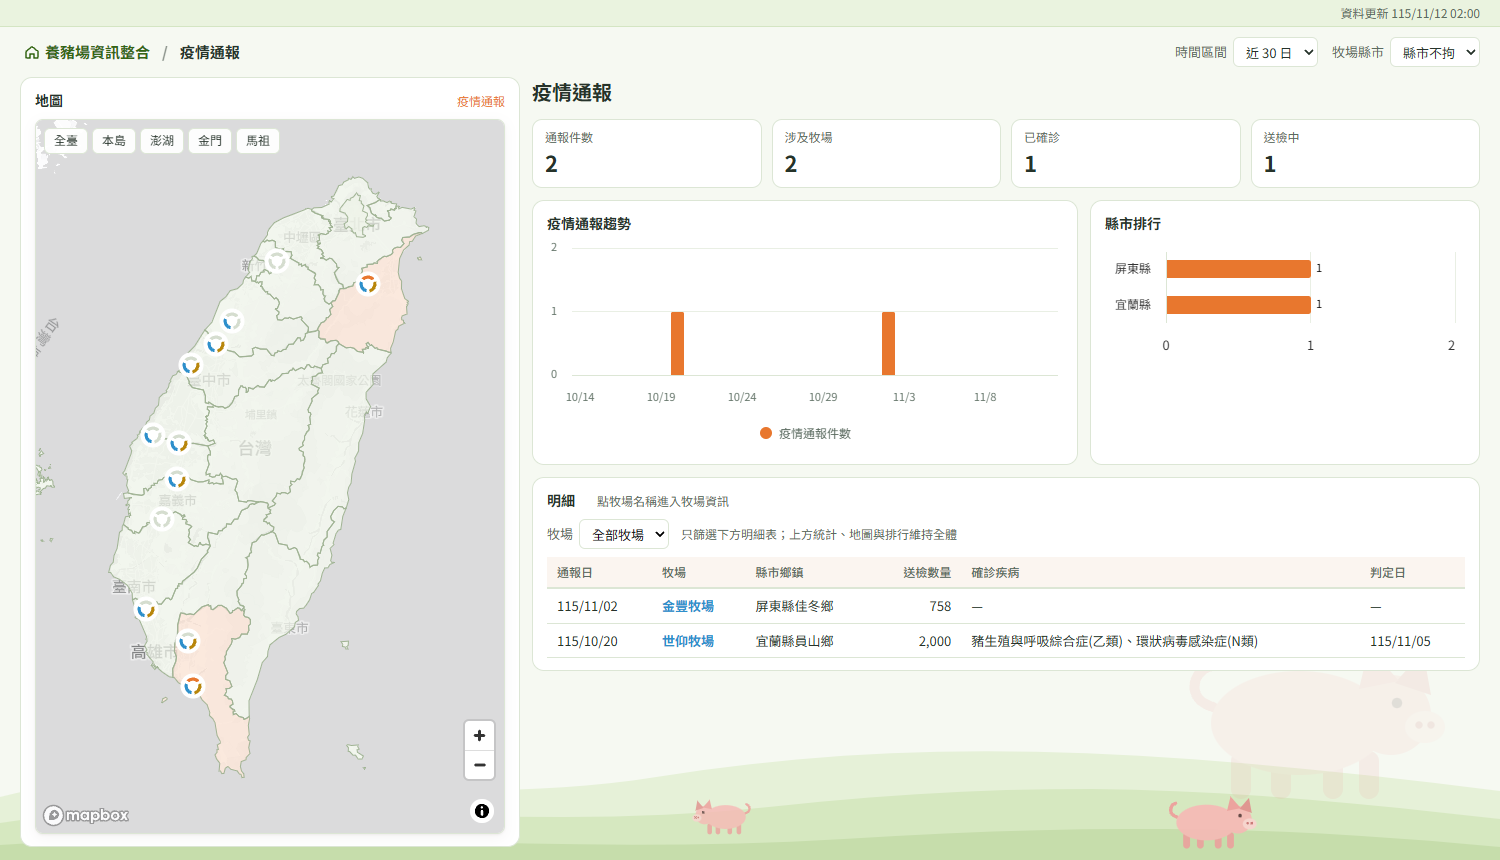 資料更新 115/11/12 02:00
養豬場資訊整合 / 疫情通報
時間區間 近 30 日 牧場縣市 縣市不拘
地圖 疫情通報
全臺 本島 澎湖 金門 馬祖
臺北市
中壢區
新
臺中市
太魯閣國家公園
花蓮市
埔里鎮
台灣
嘉義市
臺南市
臺東市
高雄市
mapbox
疫情通報
通報件數
2
涉及牧場
2
已確診
1
送檢中
1
疫情通報趨勢
2
1
0
10/14 10/19 10/24 10/29 11/3 11/8
疫情通報件數
縣市排行
屏東縣 1
宜蘭縣 1
0 1 2
明細 點牧場名稱進入牧場資訊
牧場 全部牧場 只篩選下方明細表；上方統計、地圖與排行維持全體
通報日 牧場 縣市鄉鎮 送檢數量 確診疾病 判定日
115/11/02 金豐牧場 屏東縣佳冬鄉 758 — —
115/10/20 世仰牧場 宜蘭縣員山鄉 2,000 豬生殖與呼吸綜合症(乙類)、環狀病毒感染症(N類) 115/11/05